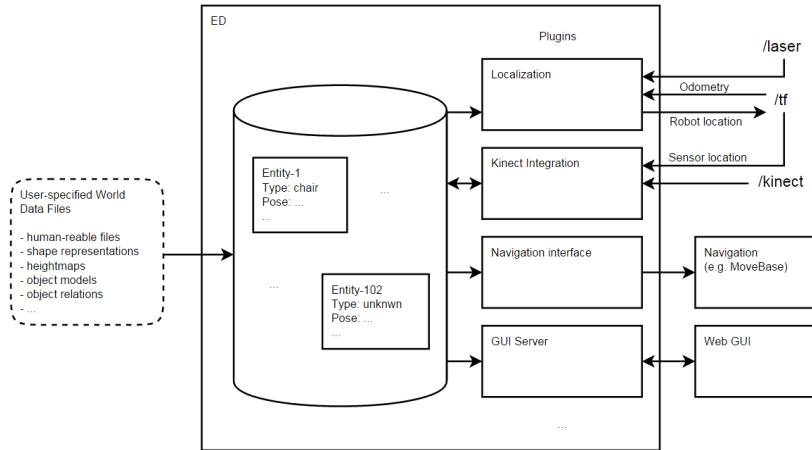 ED
Plugins
/laser
Localization
Odometry
/tf
Robot location
Sensor location
Kinect Integration
/kinect
Entity-1
Type: chair
Pose: ...
...
...
User-specified World
Data Files
- human-reable files
- shape representations
- heightmaps
- object models
- object relations
- ...
Navigation interface
Navigation
(e.g. MoveBase)
...
Entity-102
Type: unknwn
Pose: ...
...
GUI Server
Web GUI
...